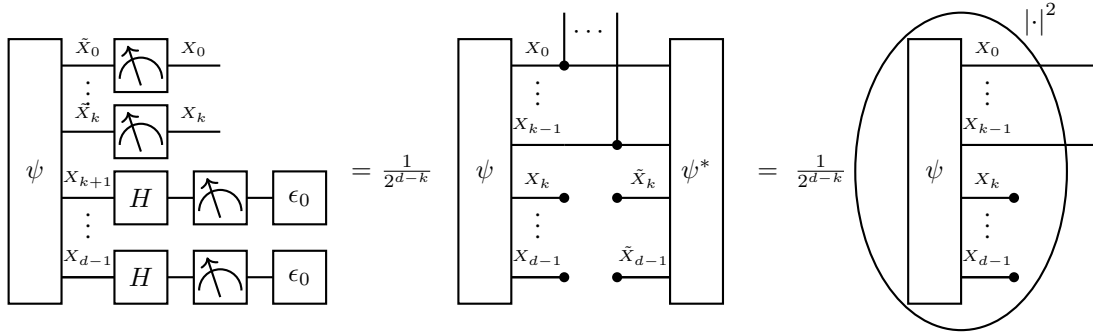 X̃_0 X_0
⋮
X̃_k X_k
ψ
X_{k+1} H ϵ_0
⋮
X_{d−1} H ϵ_0
= 1/2^{d−k}
⋯
X_0
⋮
X_{k−1}
ψ ψ*
X_k X̃_k
⋮
X_{d−1} X̃_{d−1}
= 1/2^{d−k}
|·|^2
X_0
⋮
X_{k−1}
ψ
X_k
⋮
X_{d−1}